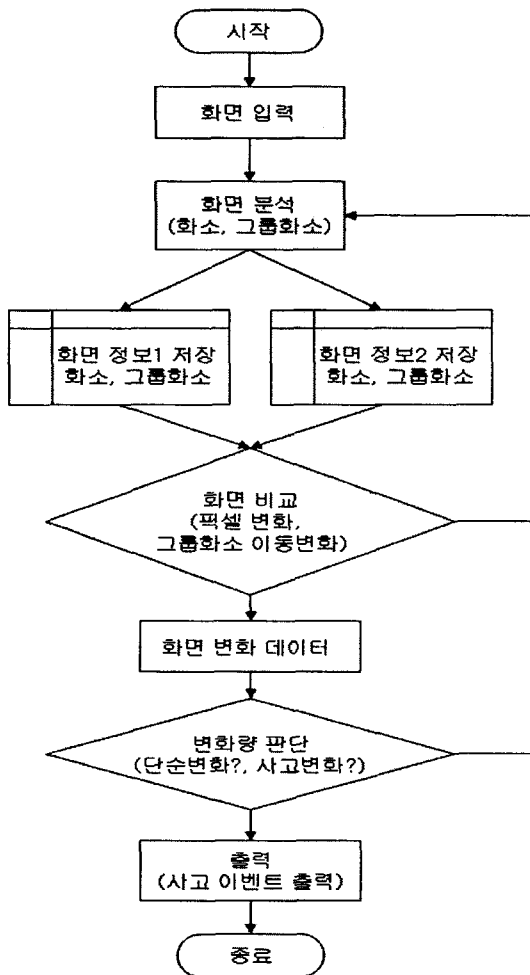 시작
화면 입력
화면 분석
(화소, 그룹화소)
화면 정보1 저장
화소, 그룹화소
화면 정보2 저장
화소, 그룹화소
화면 비교
(픽셀 변화,
그룹화소 이동변화)
화면 변화 데이터
변화량 판단
(단순변화?, 사고변화?)
출력
(사고 이벤트 출력)
종료